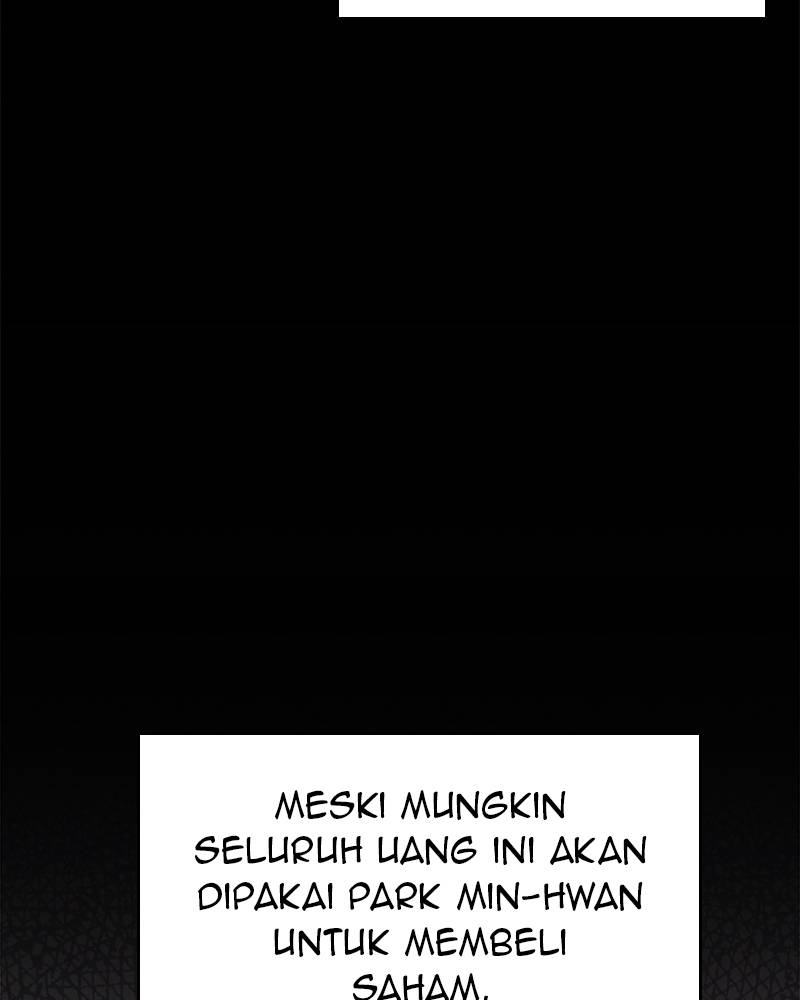 MESKI MUNGKIN
SELURUH UANG INI AKAN
DIPAKAI PARK MIN-HWAN
UNTUK MEMBELI
SAHAM,